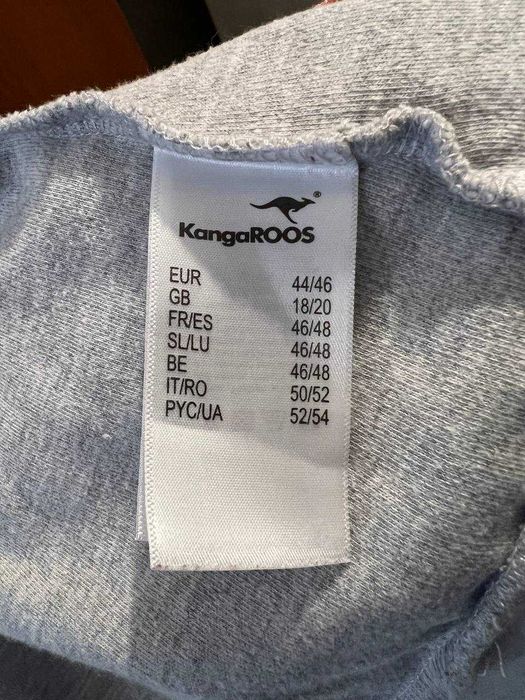 ®
KangaROOS
EUR 44/46
GB 18/20
FR/ES 46/48
SL/LU 46/48
BE 46/48
IT/RO 50/52
PYC/UA 52/54